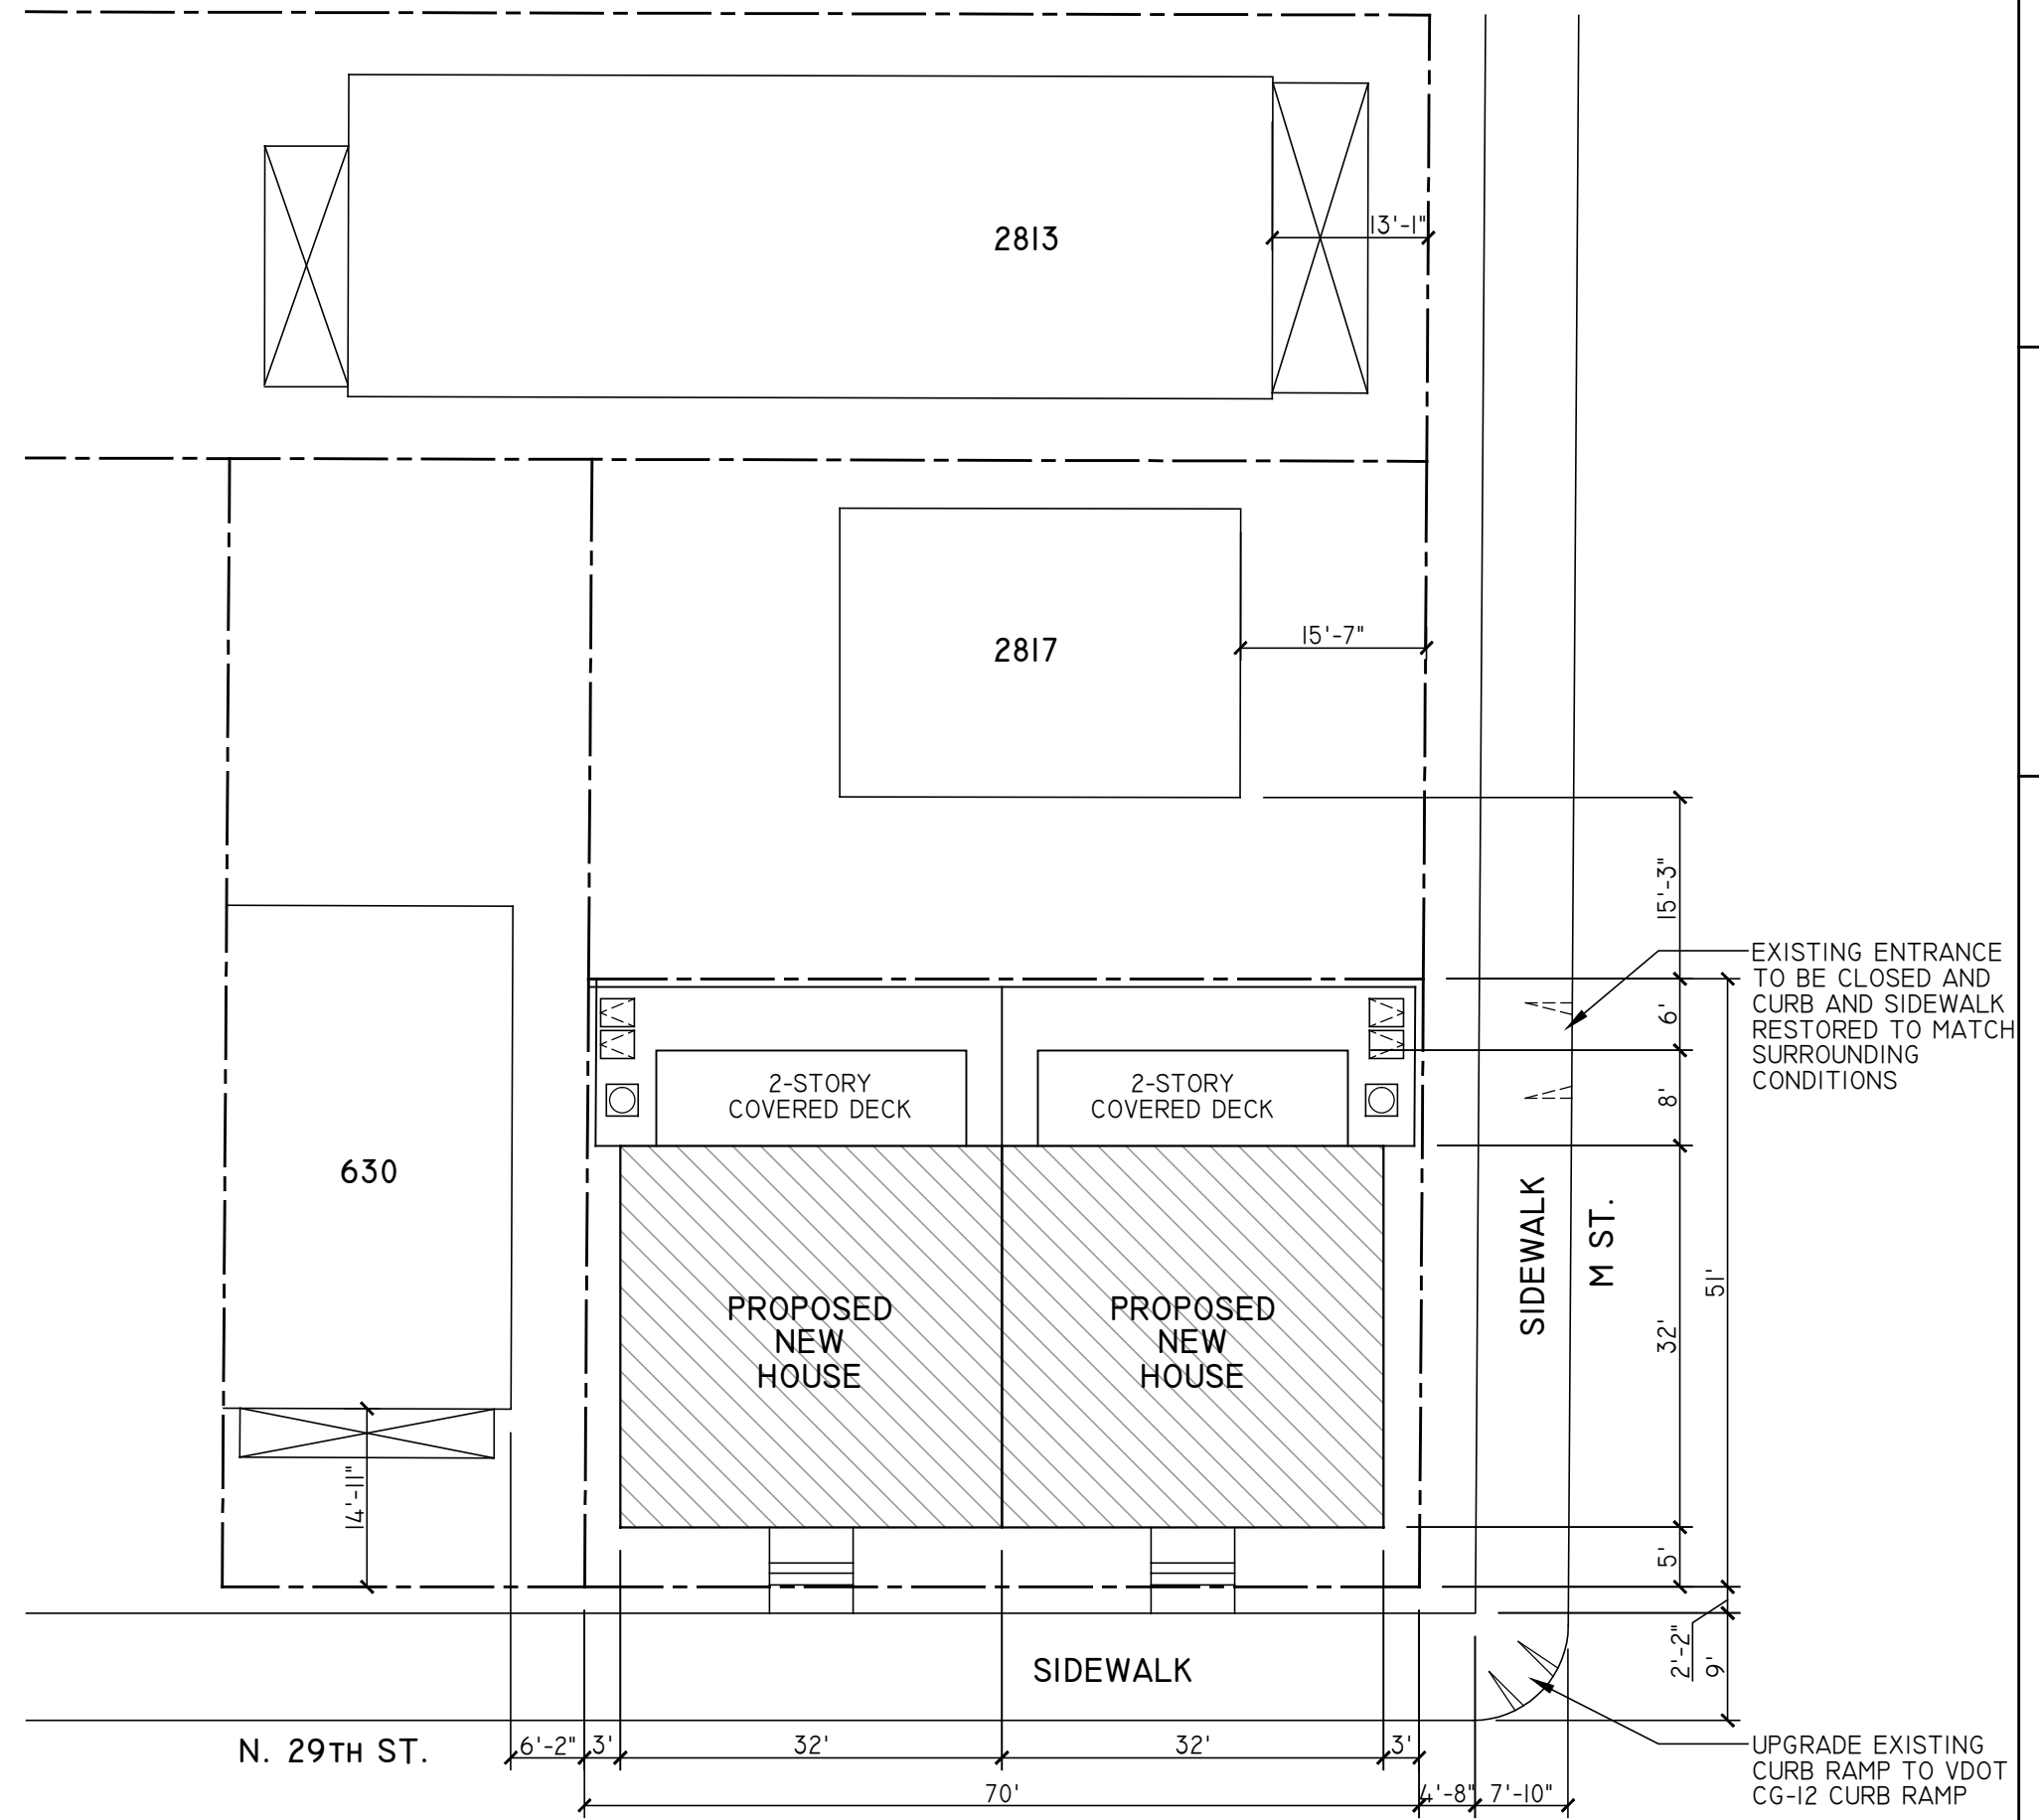 2813
13'-1"
2817
15'-7"
15'-3"
EXISTING ENTRANCE
TO BE CLOSED AND
CURB AND SIDEWALK
RESTORED TO MATCH
SURROUNDING
CONDITIONS
6'
8'
2-STORY
COVERED DECK
2-STORY
COVERED DECK
630
SIDEWALK
M ST.
51'
32'
PROPOSED
NEW
HOUSE
PROPOSED
NEW
HOUSE
14'-11"
5'
2'-2"
9'
SIDEWALK
N. 29TH ST.
6'-2"
3'
32'
32'
3'
70'
4'-8"
7'-10"
UPGRADE EXISTING
CURB RAMP TO VDOT
CG-12 CURB RAMP